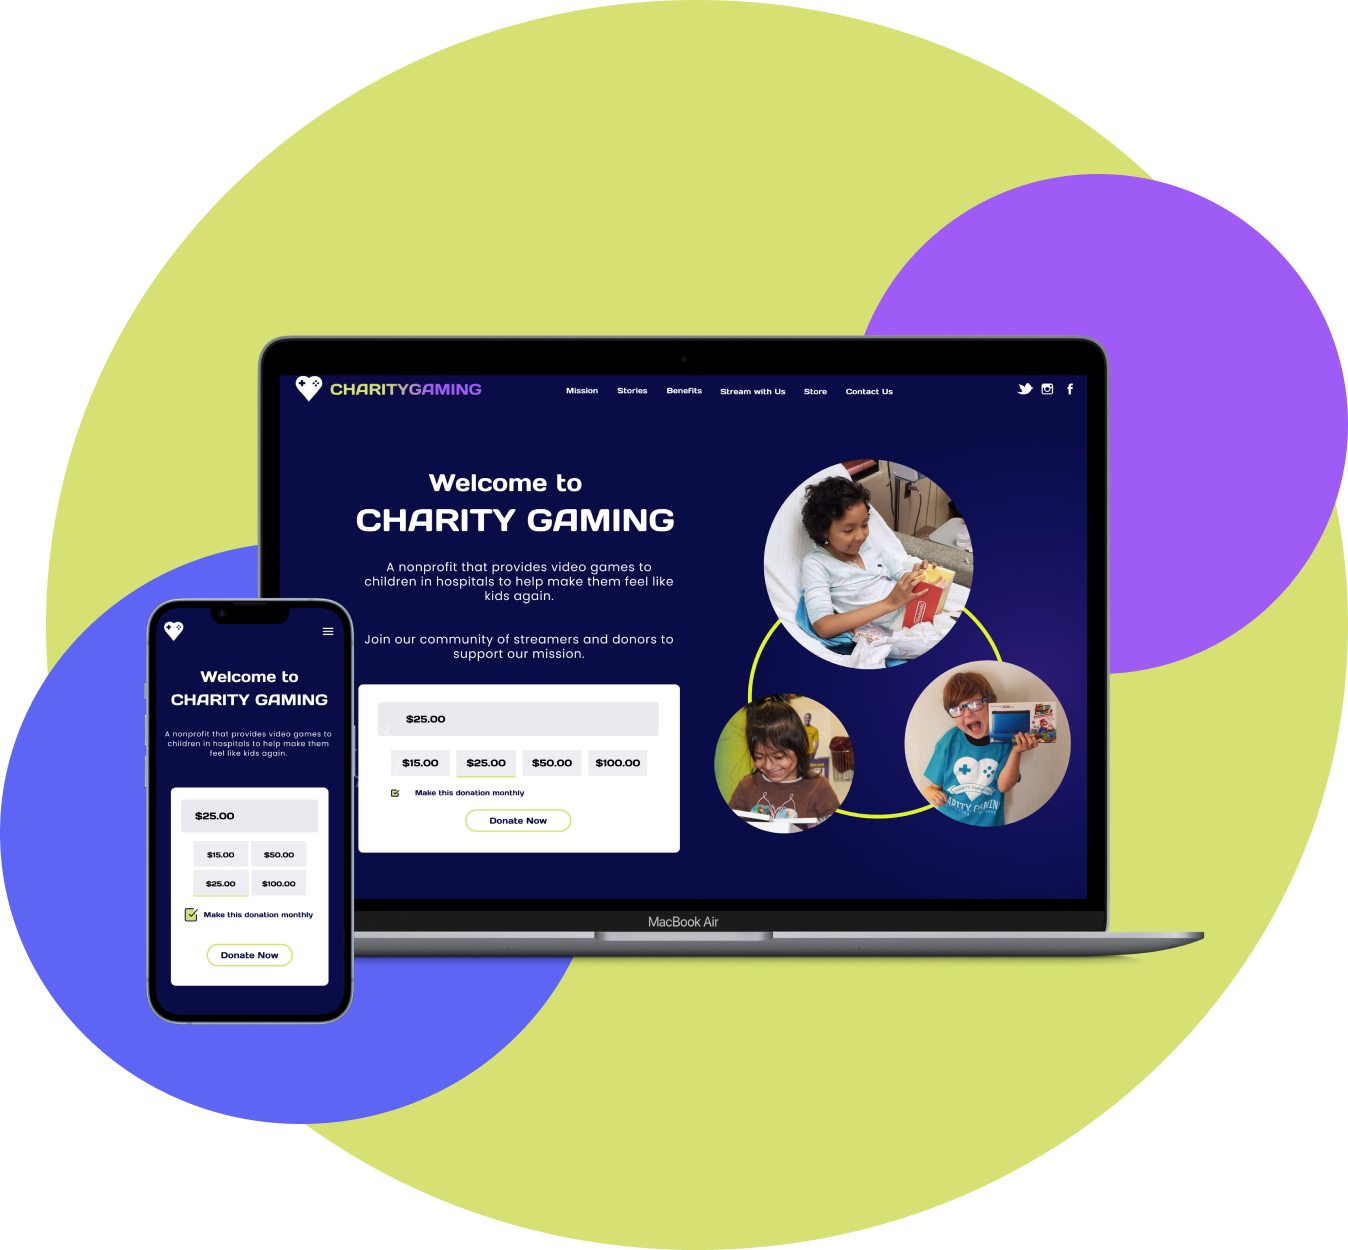 CHARITYGAMING
Mission
Stories
Benefits
Stream with Us
Store
Contact Us
Welcome to
CHARITY GAMING
A nonprofit that provides video games to
children in hospitals to help make them feel like
kids again.
Join our community of streamers and donors to
support our mission.
$25.00
$15.00
$25.00
$50.00
$100.00
Make this donation monthly
Donate Now
Nintendo
MacBook Air
Welcome to
CHARITY GAMING
A nonprofit that provides video games to
children in hospitals to help make them
feel like kids again.
$25.00
$15.00
$50.00
$25.00
$100.00
Make this donation monthly
Donate Now